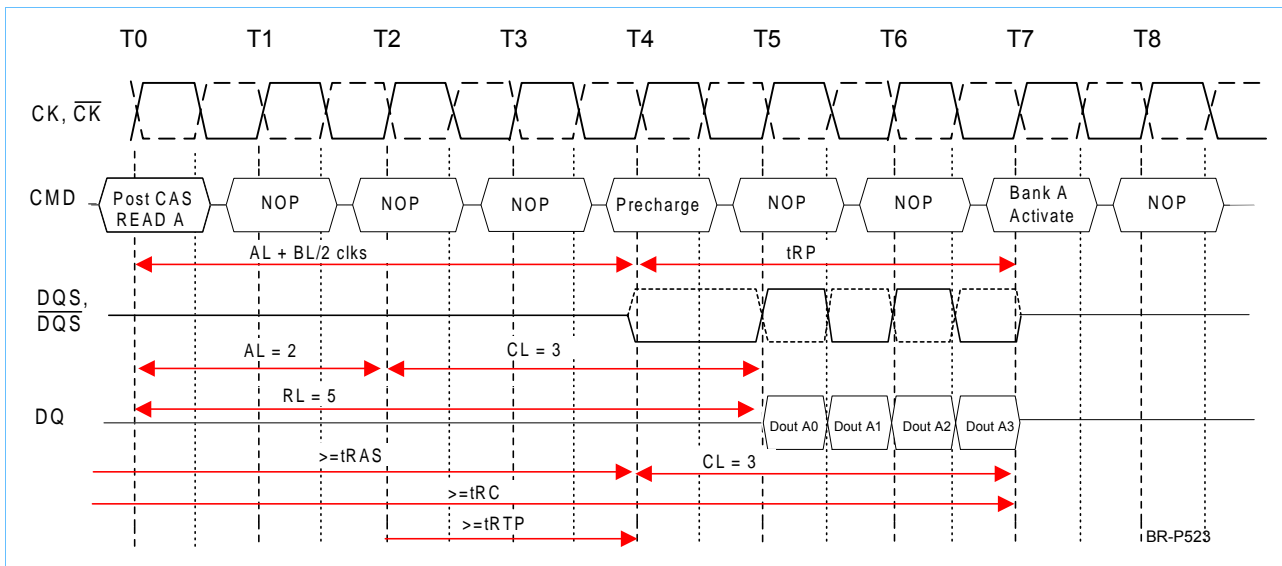 T0 T1 T2 T3 T4 T5 T6 T7 T8
CK, CK
CMD
Post CAS
READ A
NOP
NOP
NOP
Precharge
NOP
NOP
Bank A
Activate
NOP
AL + BL/2 clks
tRP
DQS,
DQS
AL = 2
CL = 3
RL = 5
DQ
Dout A0
Dout A1
Dout A2
Dout A3
>=tRAS
CL = 3
>=tRC
>=tRTP
BR-P523